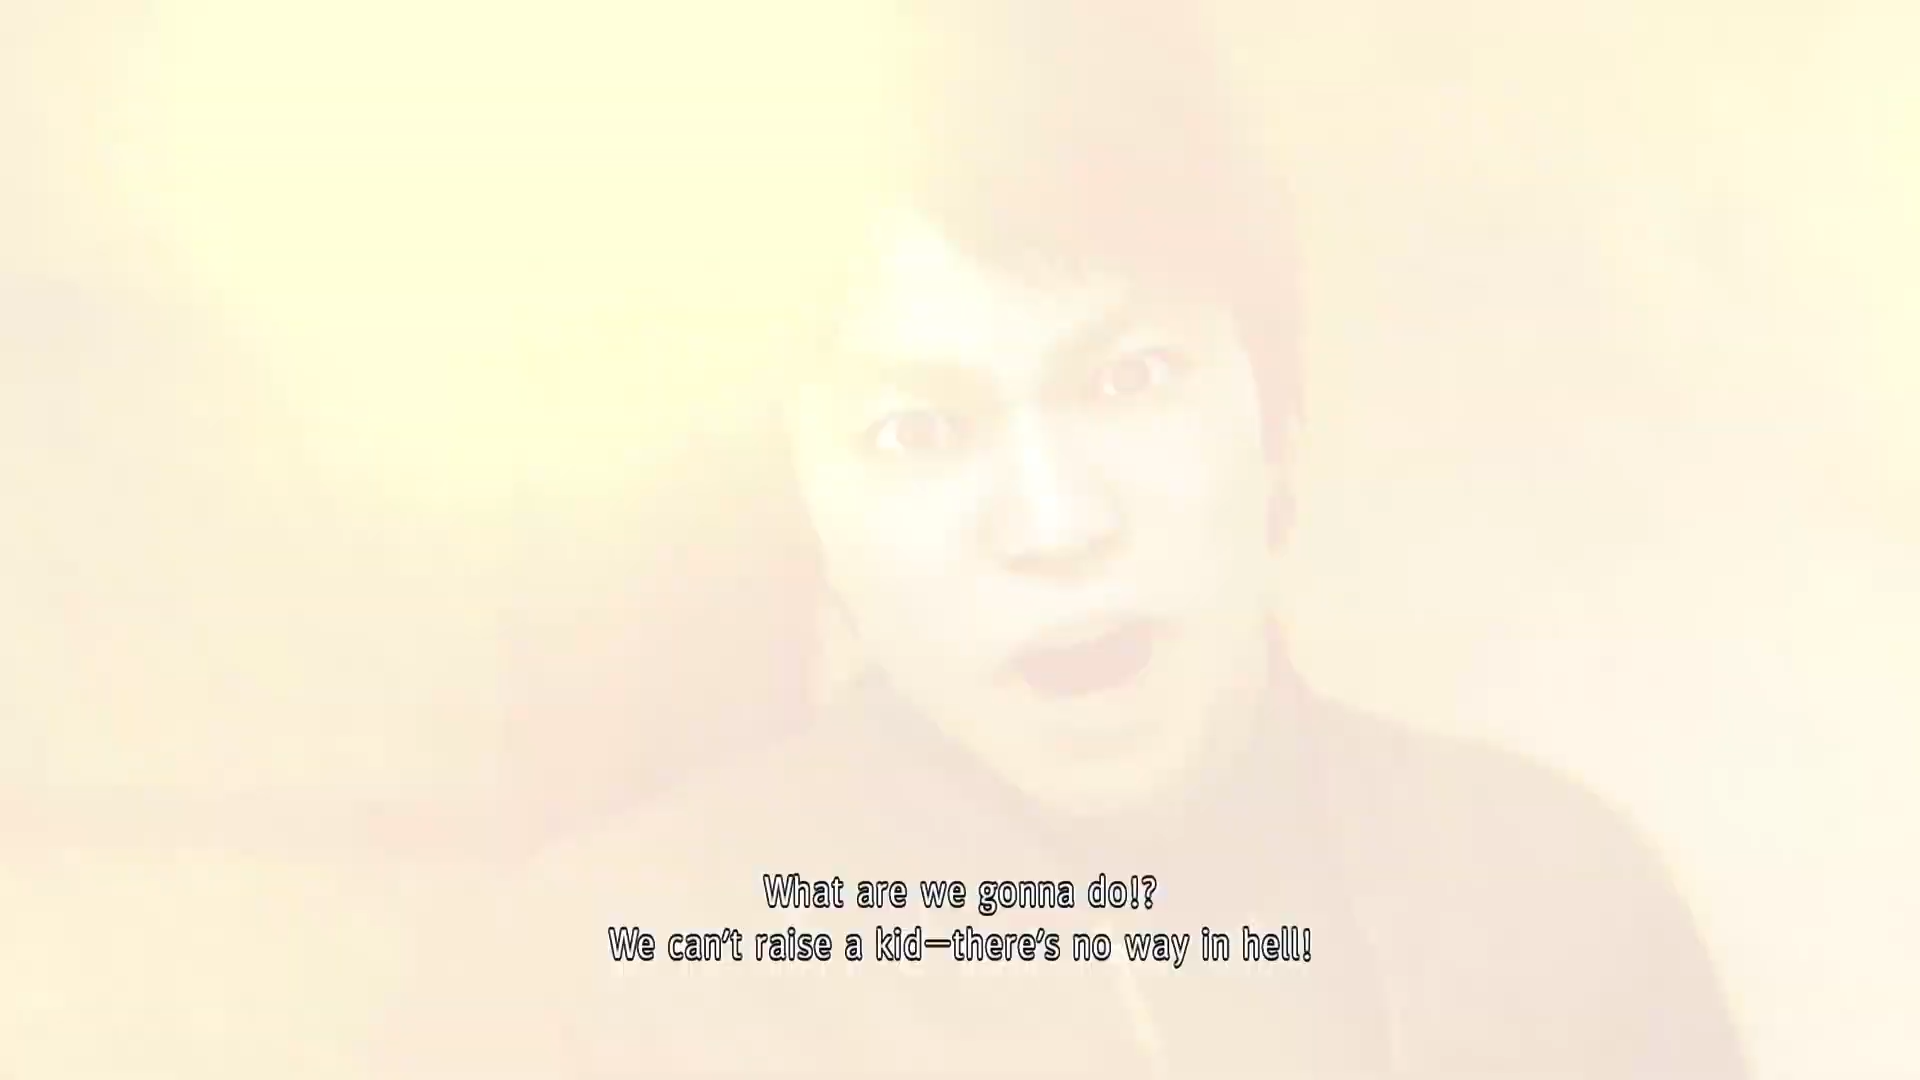 What are we gonna do!?
We can't raise a kid—there's no way in hell!